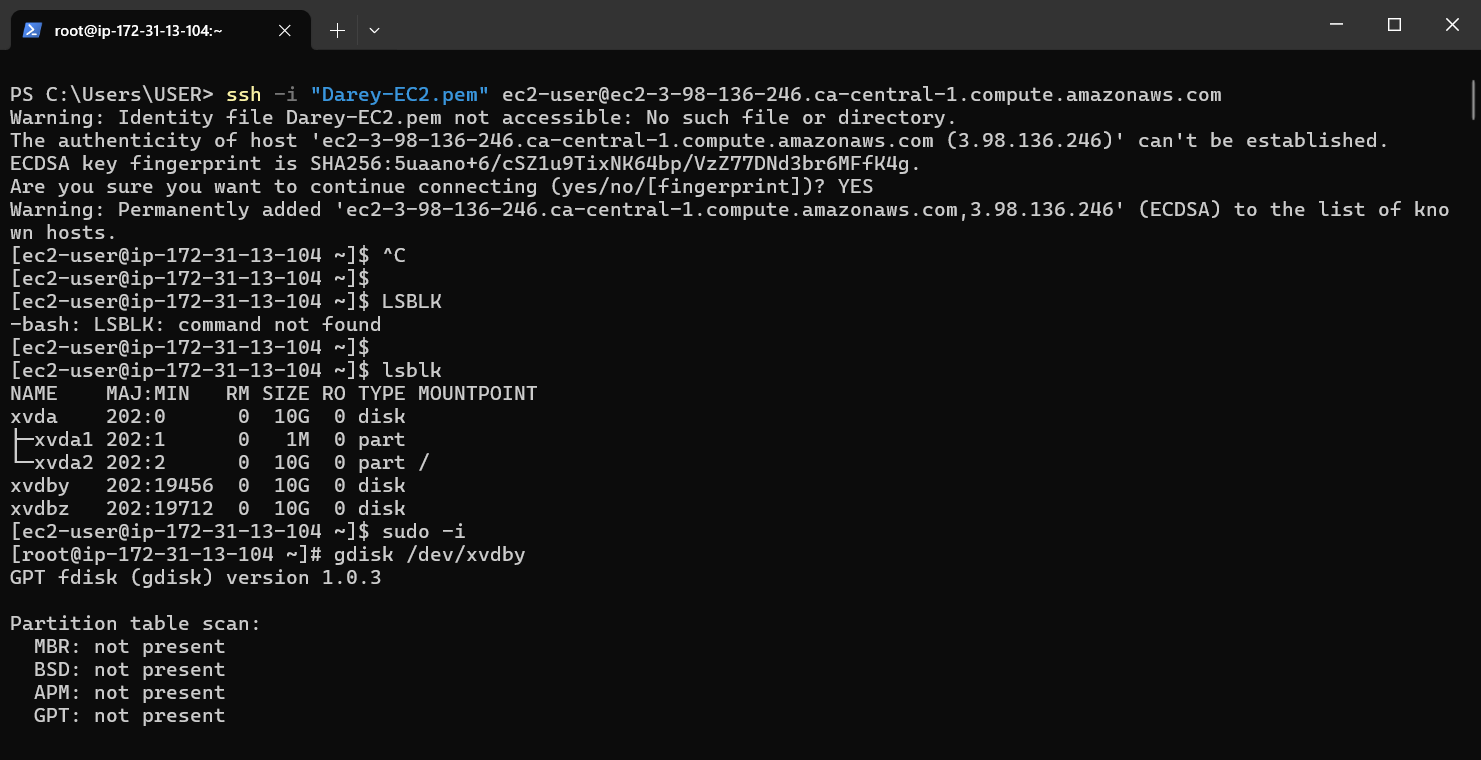 root@ip-172-31-13-104:~
PS C:\Users\USER> ssh -i "Darey-EC2.pem" ec2-user@ec2-3-98-136-246.ca-central-1.compute.amazonaws.com
Warning: Identity file Darey-EC2.pem not accessible: No such file or directory.
The authenticity of host 'ec2-3-98-136-246.ca-central-1.compute.amazonaws.com (3.98.136.246)' can't be established.
ECDSA key fingerprint is SHA256:5uaano+6/cSZ1u9TixNK64bp/VzZ77DNd3br6MFfK4g.
Are you sure you want to continue connecting (yes/no/[fingerprint])? YES
Warning: Permanently added 'ec2-3-98-136-246.ca-central-1.compute.amazonaws.com,3.98.136.246' (ECDSA) to the list of kno
wn hosts.
[ec2-user@ip-172-31-13-104 ~]$ ^C
[ec2-user@ip-172-31-13-104 ~]$
[ec2-user@ip-172-31-13-104 ~]$ LSBLK
-bash: LSBLK: command not found
[ec2-user@ip-172-31-13-104 ~]$
[ec2-user@ip-172-31-13-104 ~]$ lsblk
NAME    MAJ:MIN   RM SIZE RO TYPE MOUNTPOINT
xvda    202:0      0  10G  0 disk
├─xvda1 202:1      0   1M  0 part
└─xvda2 202:2      0  10G  0 part /
xvdby   202:19456  0  10G  0 disk
xvdbz   202:19712  0  10G  0 disk
[ec2-user@ip-172-31-13-104 ~]$ sudo -i
[root@ip-172-31-13-104 ~]# gdisk /dev/xvdby
GPT fdisk (gdisk) version 1.0.3
Partition table scan:
  MBR: not present
  BSD: not present
  APM: not present
  GPT: not present